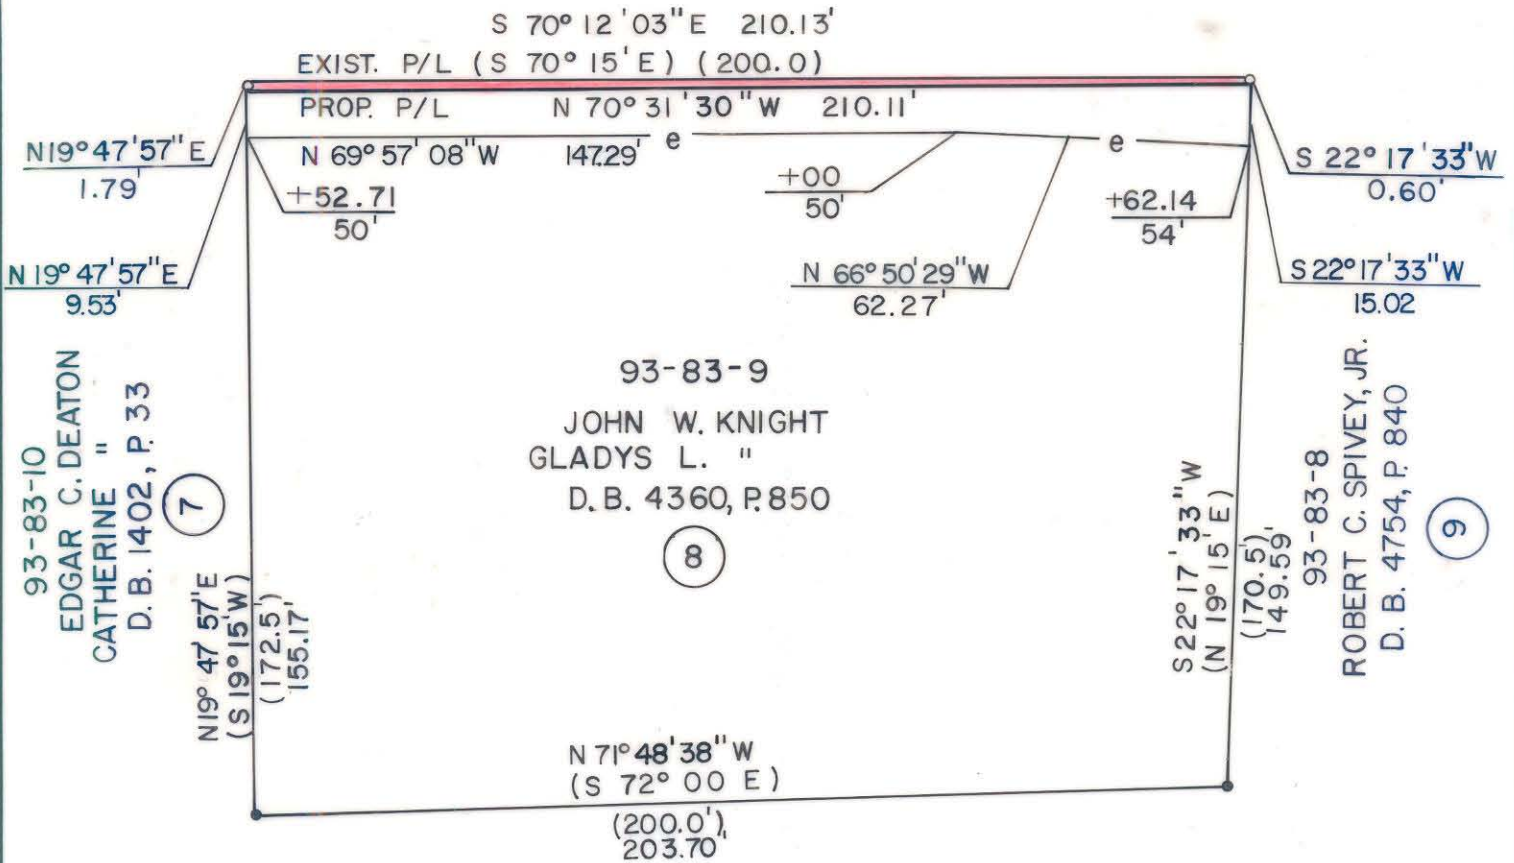 S 70° 12' 03" E 210.13'
EXIST. P/L (S 70° 15' E) (200.0)
PROP. P/L N 70° 31' 30" W 210.11'
N 19° 47' 57" E
1.79'
N 69° 57' 08" W 147.29'
e
e
+52.71
50'
+00
50'
+62.14
54'
S 22° 17' 33" W
0.60'
N 19° 47' 57" E
9.53'
N 66° 50' 29" W
62.27'
S 22° 17' 33" W
15.02
93-83-10
EDGAR C. DEATON
CATHERINE "
D.B. 1402, P. 33
7
93-83-9
JOHN W. KNIGHT
GLADYS L. "
D.B. 4360, P. 850
8
93-83-8
ROBERT C. SPIVEY, JR.
D. B. 4754, P. 840
9
N19° 47' 57" E
(S 19° 15' W)
(172.5')
155.17'
S 22° 17' 33" W
(N 19° 15' E)
(170.5')
149.59'
N 71° 48' 38" W
(S 72° 00 E)
(200.0')
203.70'